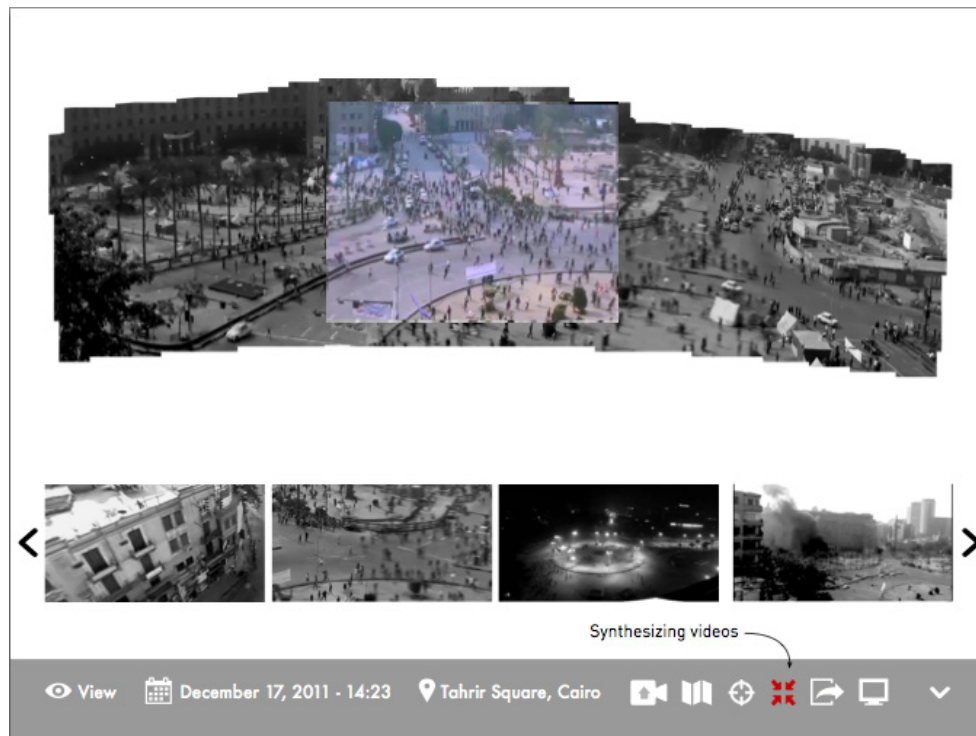 Synthesizing videos
View December 17, 2011 - 14:23 Tahrir Square, Cairo